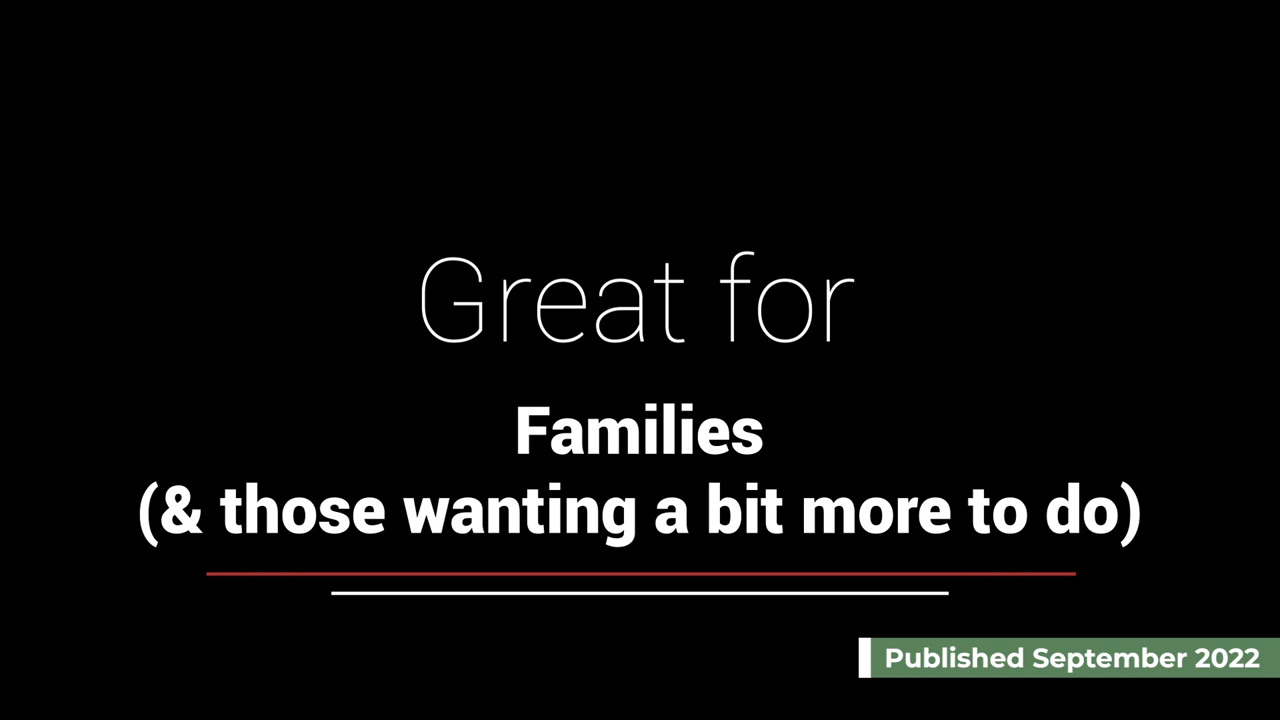 Great for
Families
(& those wanting a bit more to do)
Published September 2022